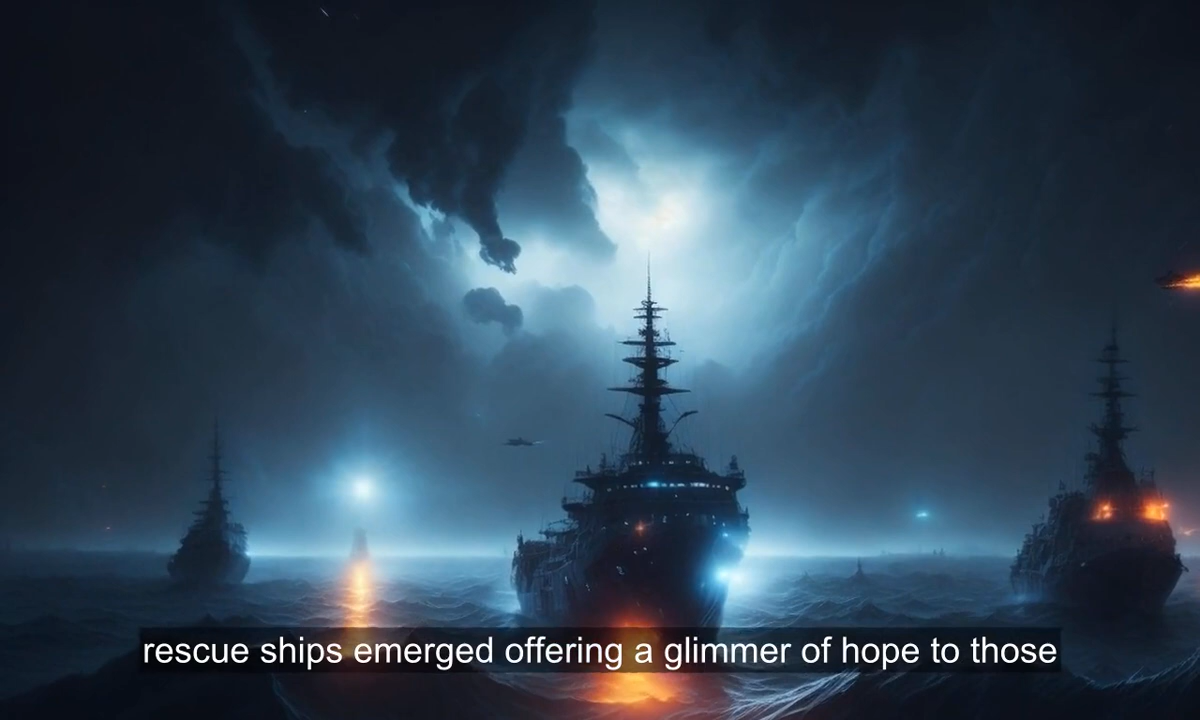 rescue ships emerged offering a glimmer of hope to those